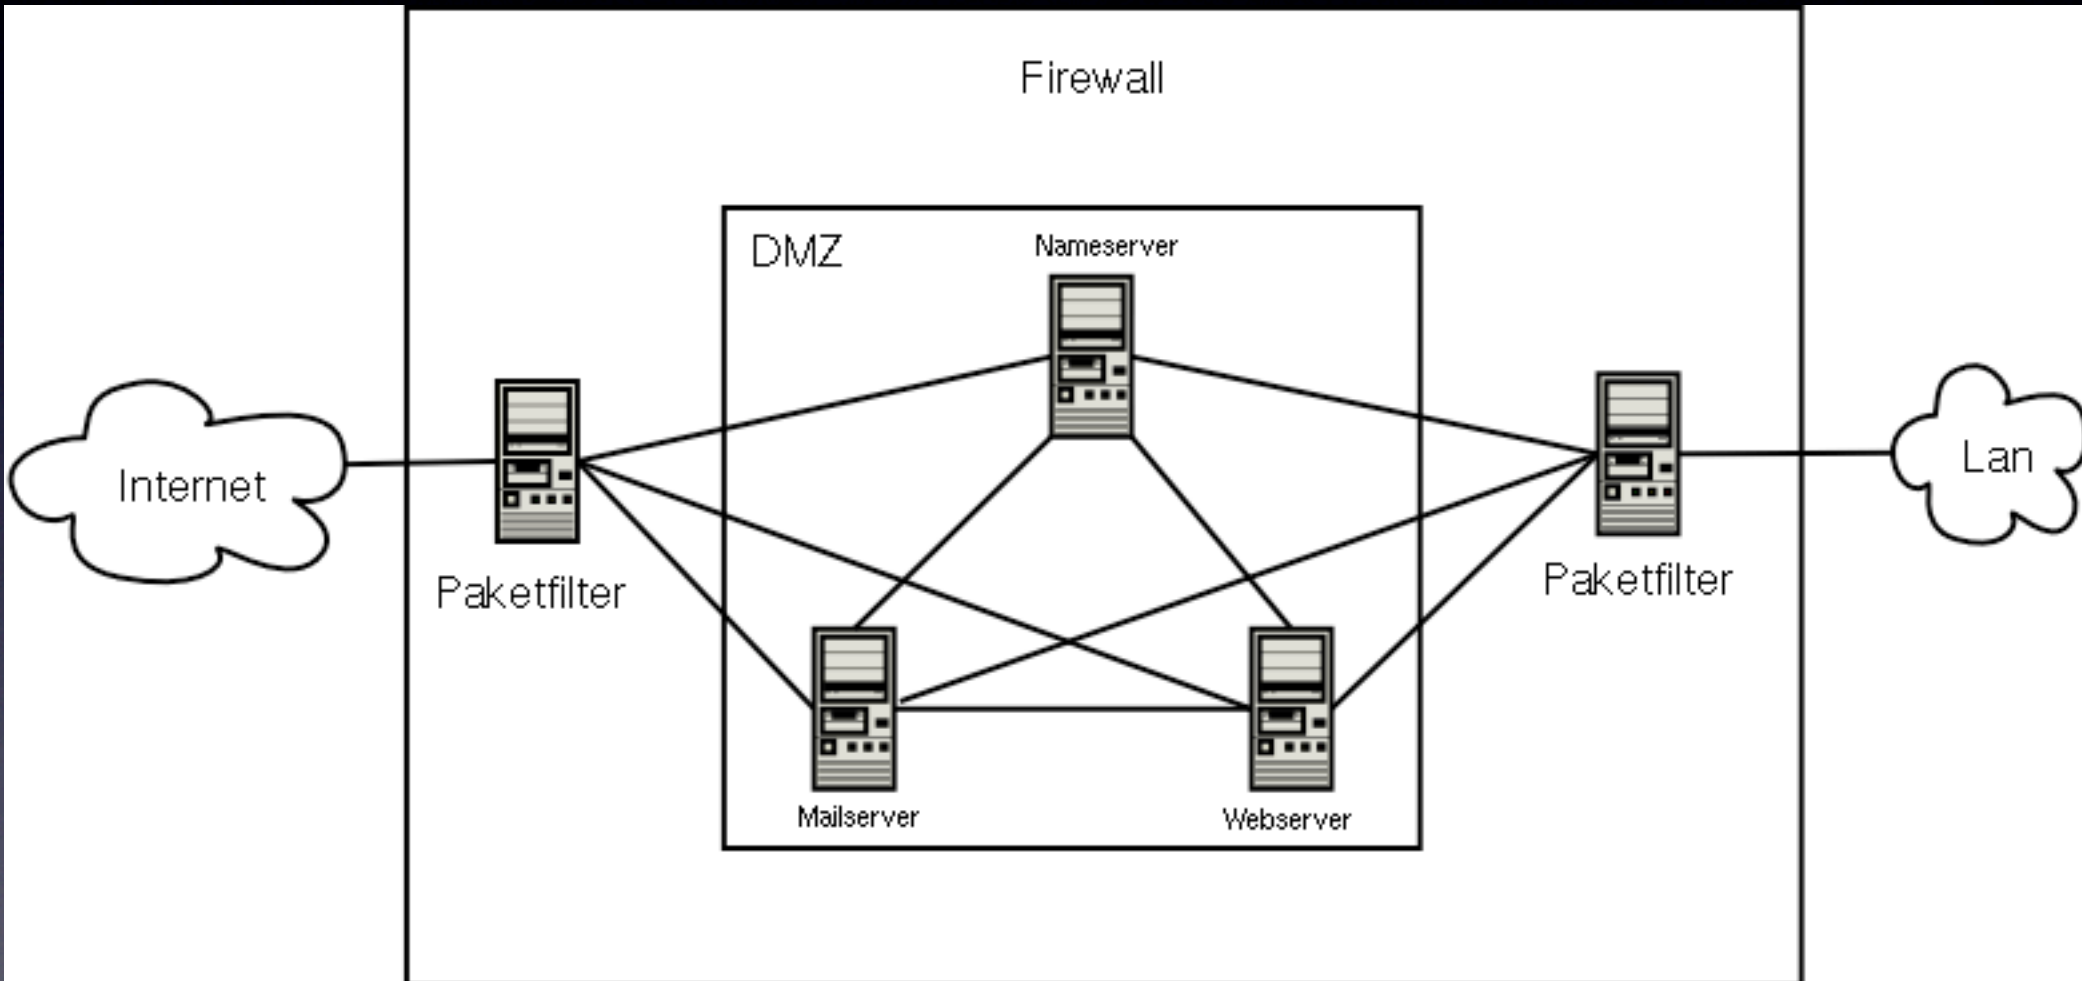 Firewall
DMZ
Nameserver
Internet
Lan
Paketfilter
Paketfilter
Mailserver
Webserver